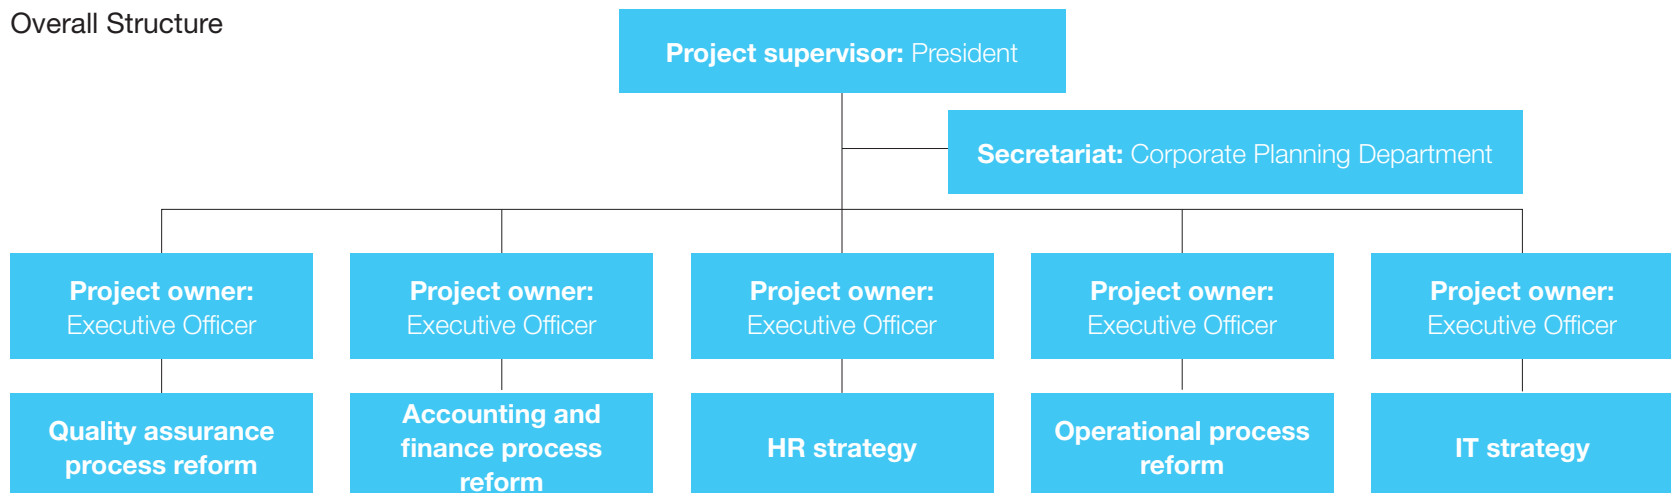 Overall Structure
Project supervisor: President
Secretariat: Corporate Planning Department
Project owner:
Executive Officer
Project owner:
Executive Officer
Project owner:
Executive Officer
Project owner:
Executive Officer
Project owner:
Executive Officer
Quality assurance
process reform
Accounting and
finance process
reform
HR strategy
Operational process
reform
IT strategy